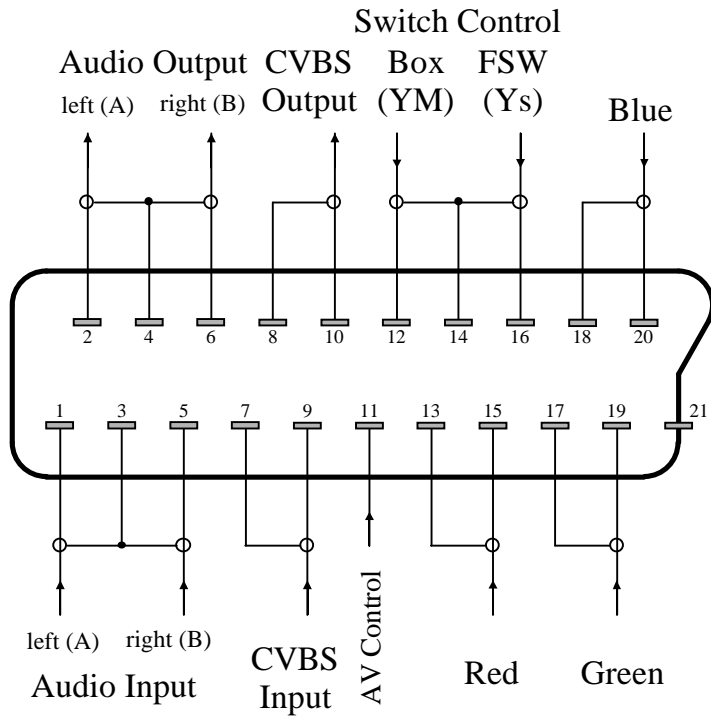 Switch Control
Audio Output CVBS Box FSW
left (A) right (B) Output (YM) (Ys) Blue
2 4 6 8 10 12 14 16 18 20
1 3 5 7 9 11 13 15 17 19 21
left (A) right (B) CVBS AV Control Red Green
Audio Input Input